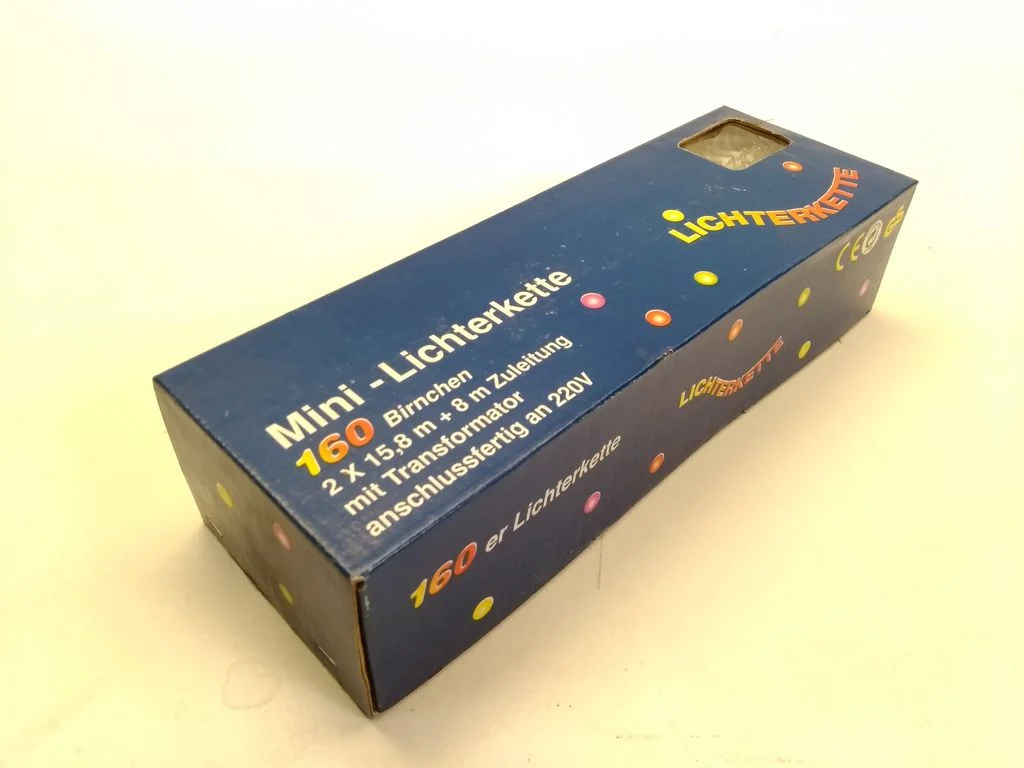 LICHTERKETTE
Mini - Lichterkette
160 Birnchen
2 X 15,8 m + 8 m Zuleitung
mit Transformator
anschlussfertig an 220V
CE GS
LICHTERKETTE
160 er Lichterkette